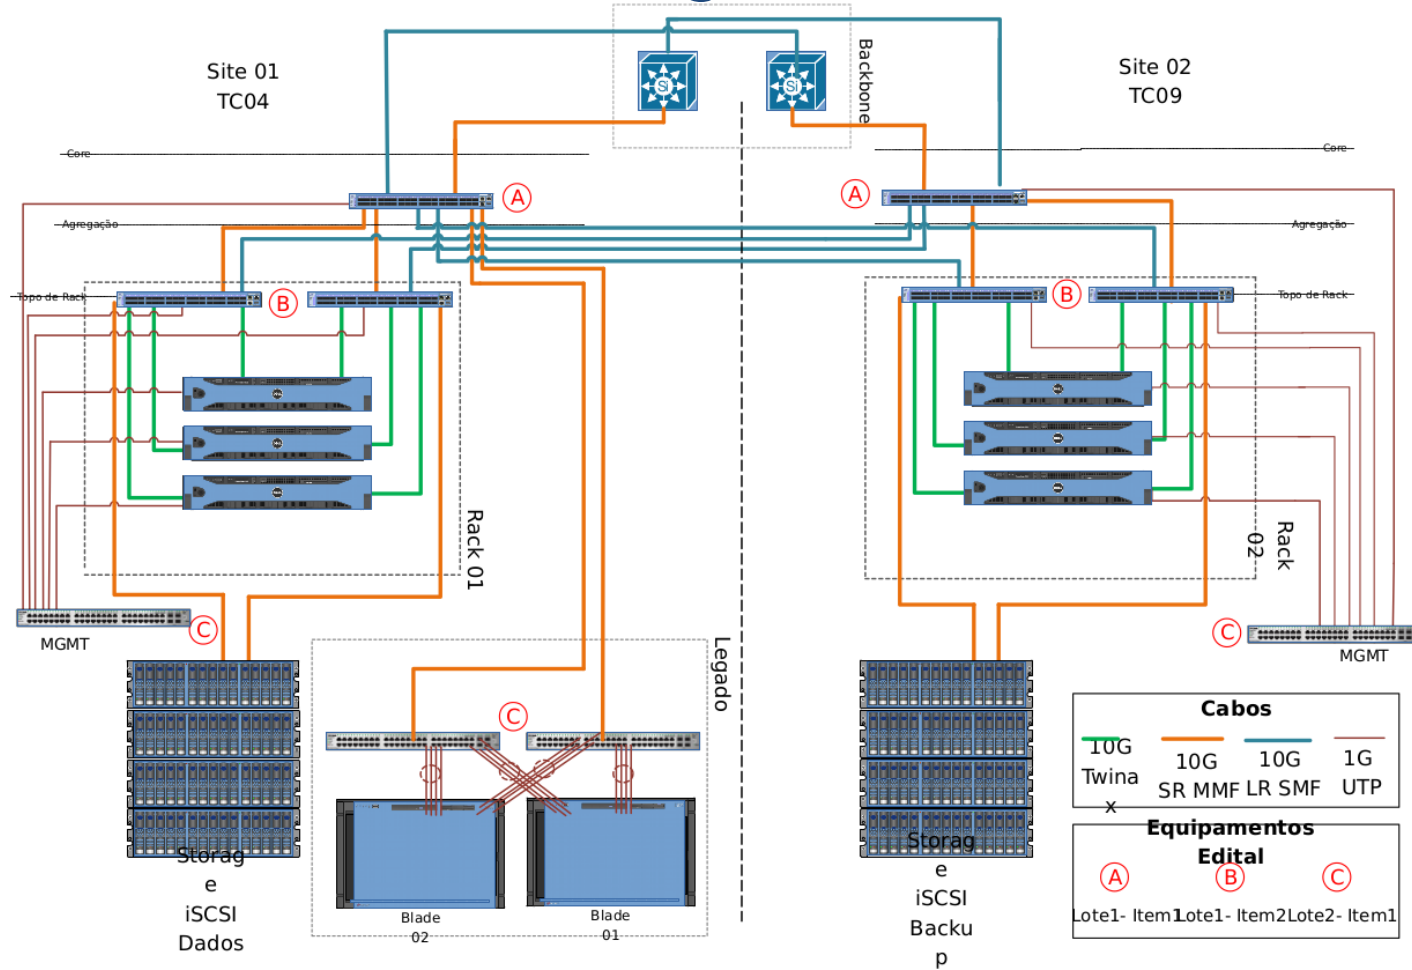 Site 01
TC04
Si
Si
Backbone
Site 02
TC09
Core
Core
A
A
Agregação
Agregação
Topo de Rack
B
B
Topo de Rack
Rack 01
Rack
02
MGMT
C
C
MGMT
Legado
C
Storag
e
iSCSI
Dados
Blade
02
Blade
01
Storag
e
iSCSI
Backu
p
Cabos
10G
Twina
x
10G
SR MMF
10G
LR SMF
1G
UTP
Equipamentos
Edital
A
B
C
Lote1- Item1
Lote1- Item2
Lote2- Item1